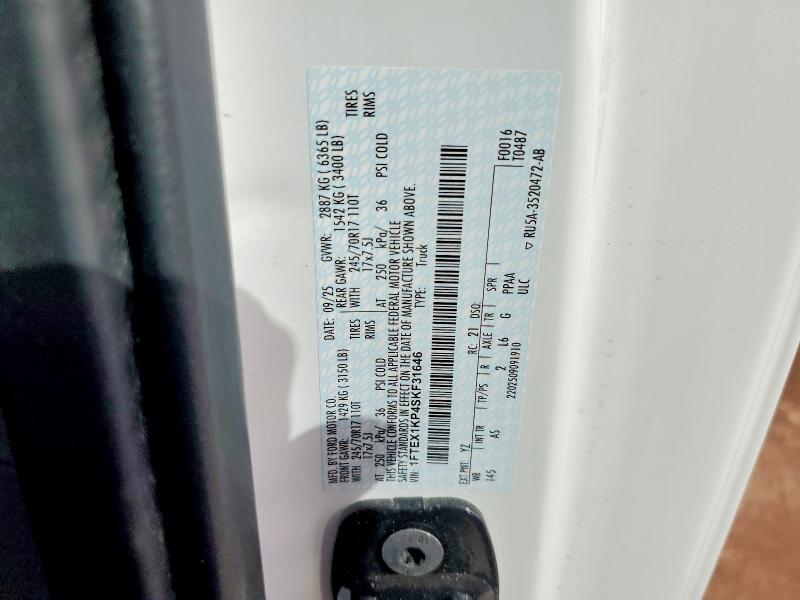 MFD. BY FORD MOTOR CO. DATE: 09/25 GVWR: 2887 KG ( 6365 LB)
FRONT GAWR: 1429 KG ( 3150 LB) REAR GAWR: 1542 KG ( 3400 LB)
WITH 245/70R17 110T TIRES WITH 245/70R17 110T TIRES
17x7.5J RIMS 17x7.5J RIMS
AT 250 kPa/ 36 PSI COLD AT 250 kPa/ 36 PSI COLD
THIS VEHICLE CONFORMS TO ALL APPLICABLE FEDERAL MOTOR VEHICLE
SAFETY STANDARDS IN EFFECT ON THE DATE OF MANUFACTURE SHOWN ABOVE.
VIN: 1FTEX1KP4SKF31646 TYPE: Truck
EXT PNT: YZ RC: 21 DSO: F0016
WB INT TR TP/PS R AXLE TR SPR T0487
145 AS 2 L6 G PPAA
ULC
2202509091910 ▽ RU5A-3520472-AB